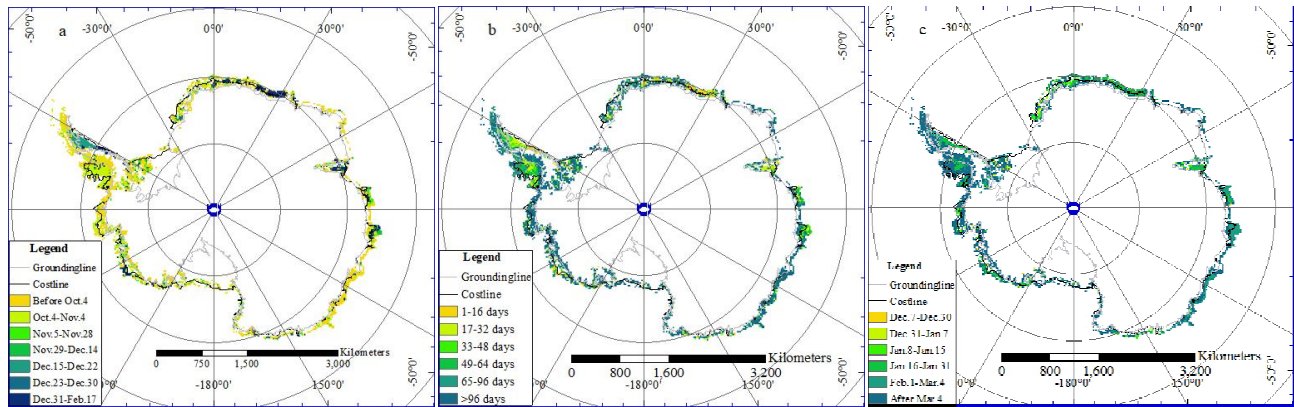 a
-50°0'
-30°0'
0°0'
30°0'
-50°0'
Legend
Groundingline
Costline
Before Oct.4
Oct.4-Nov.4
Nov.5-Nov.28
Nov.29-Dec.14
Dec.15-Dec.22
Dec.23-Dec.30
Dec.31-Feb.17
Kilometers
0 750 1,500 3,000
-180°0'
150°0'
-50°0'
b
-50°0'
-30°0'
0°0'
30°0'
-50°0'
Legend
Groundingline
Costline
1-16 days
17-32 days
33-48 days
49-64 days
65-96 days
>96 days
Kilometers
0 800 1,600 3,200
-180°0'
150°0'
-50°0'
c
-50°0'
-30°0'
0°0'
30°0'
-50°0'
Legend
Groundingline
Costline
Dec.7-Dec.30
Dec.31-Jan.7
Jan.8-Jan.15
Jan.16-Jan.31
Feb.1-Mar.4
After Mar.4
Kilometers
0 800 1,600 3,200
-180°0'
150°0'
-50°0'